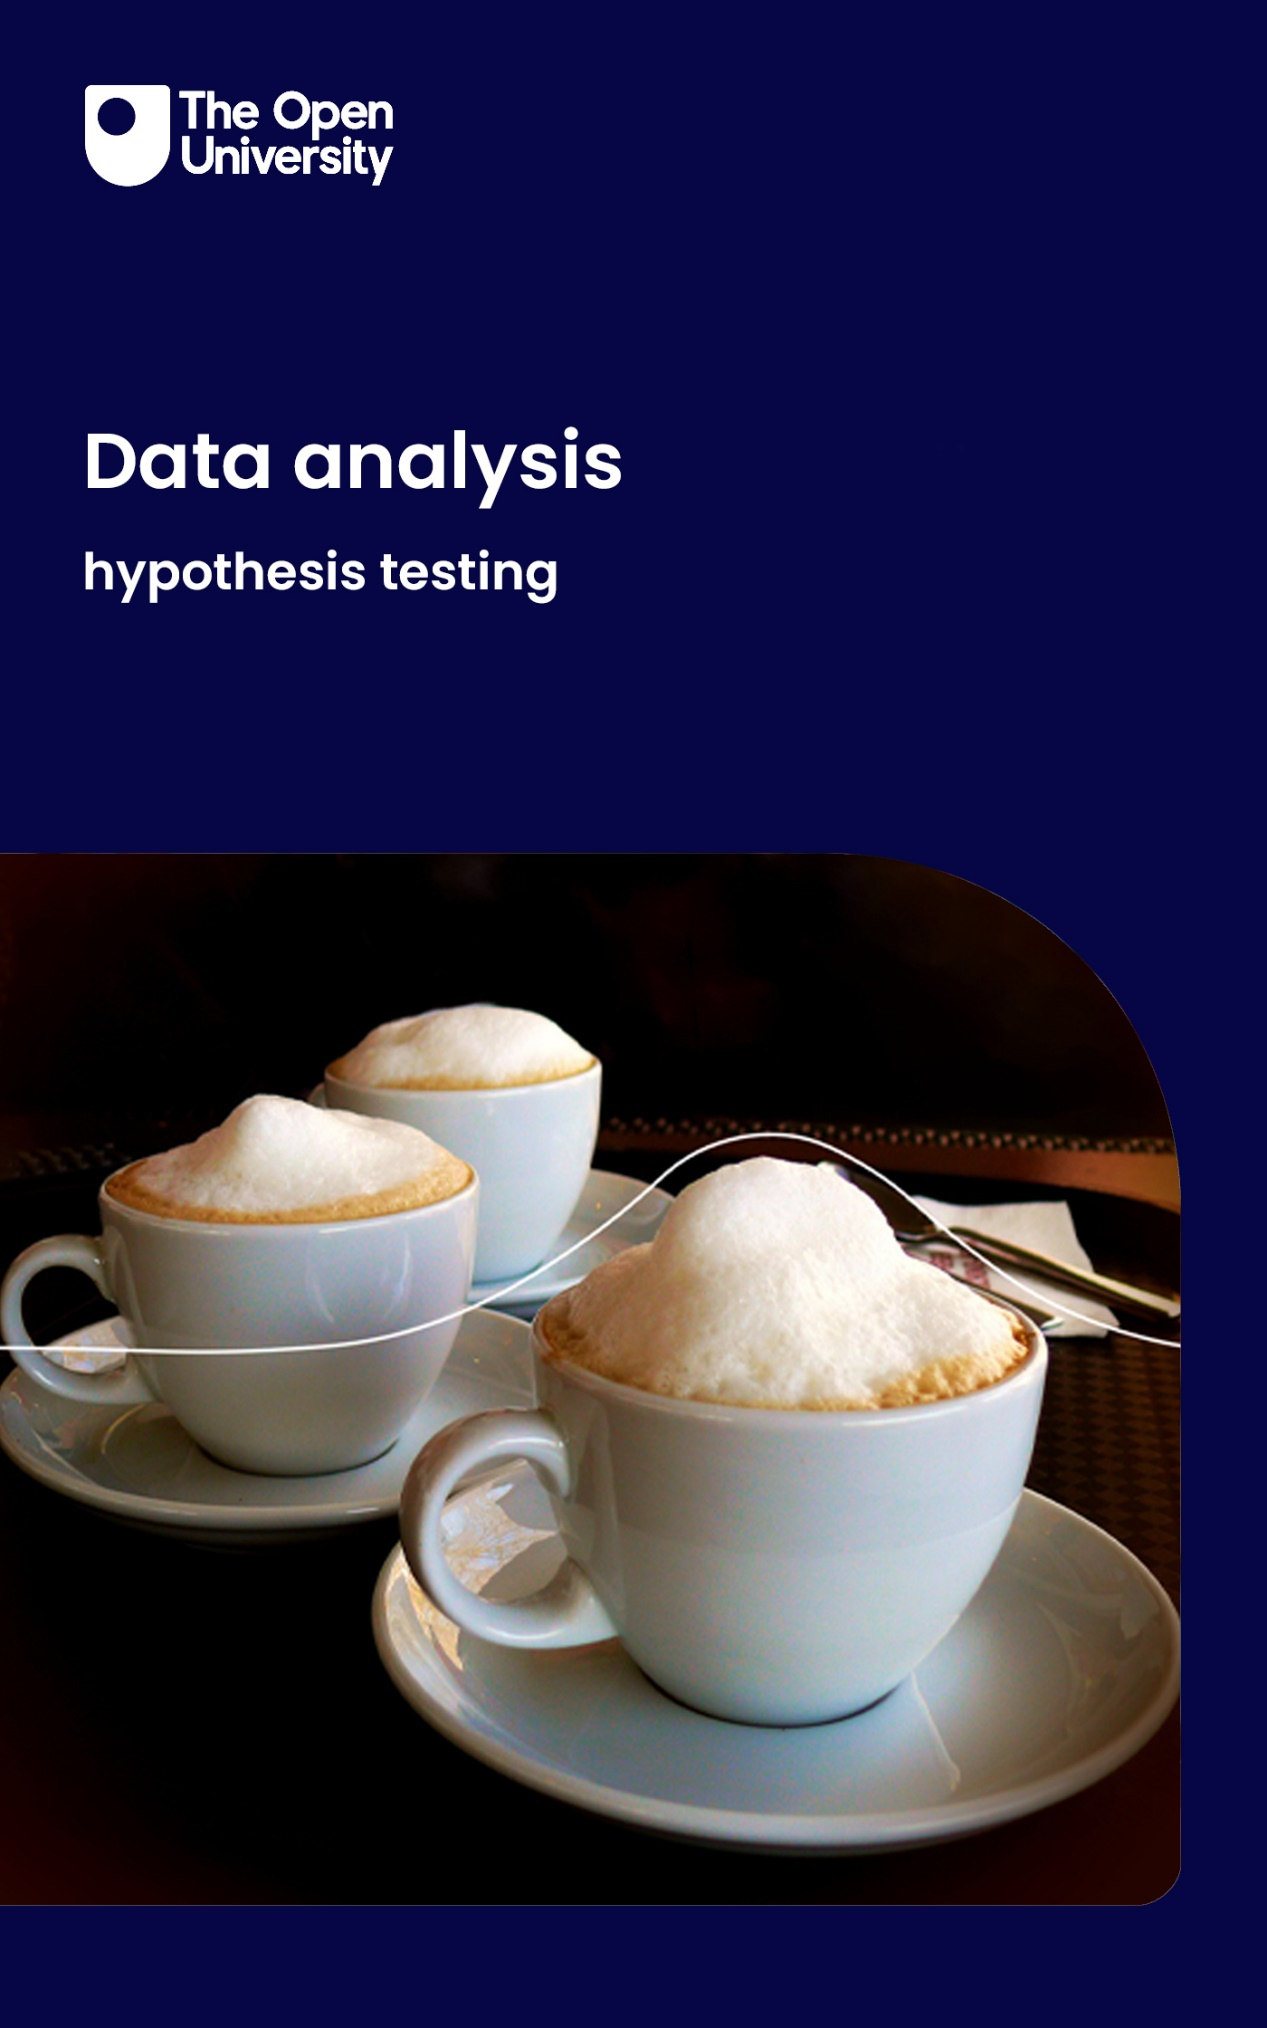 The Open
University
Data analysis
hypothesis testing